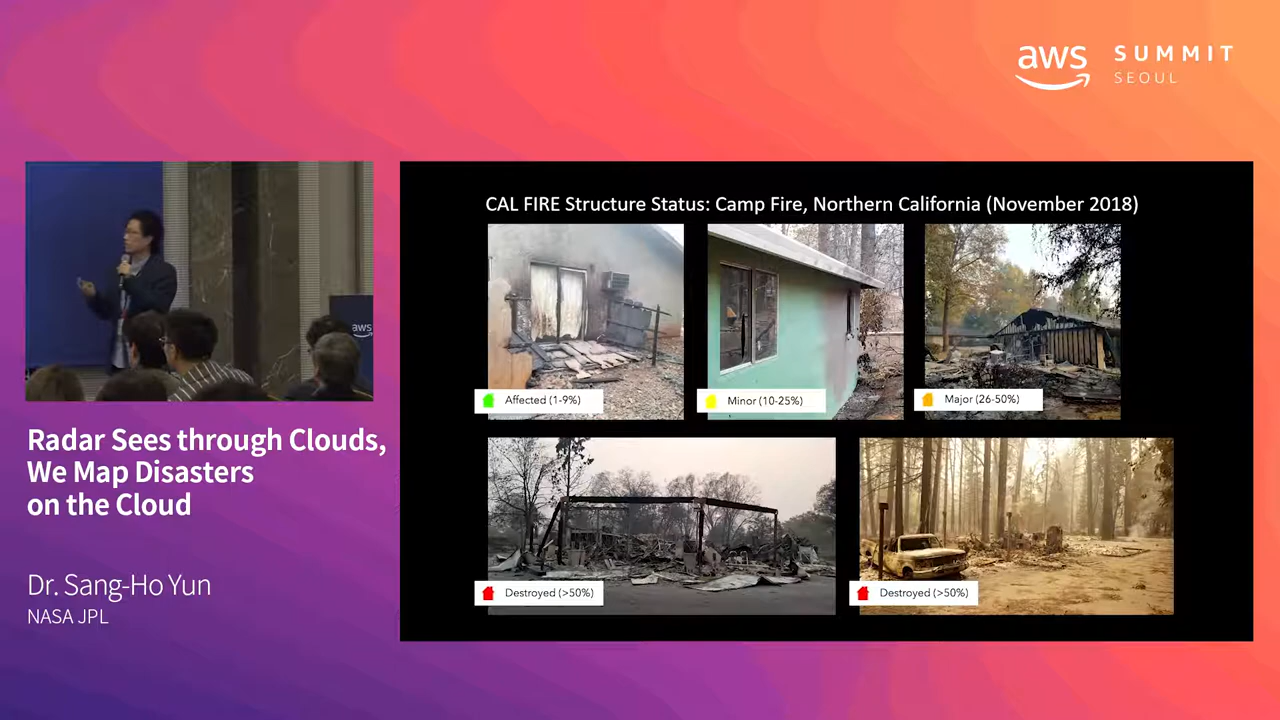 aws
SUMMIT
SEOUL
CAL FIRE Structure Status: Camp Fire, Northern California (November 2018)
Affected (1-9%)
Minor (10-25%)
Major (26-50%)
Destroyed (>50%)
Destroyed (>50%)
aws
Radar Sees through Clouds,
We Map Disasters
on the Cloud
Dr. Sang-Ho Yun
NASA JPL